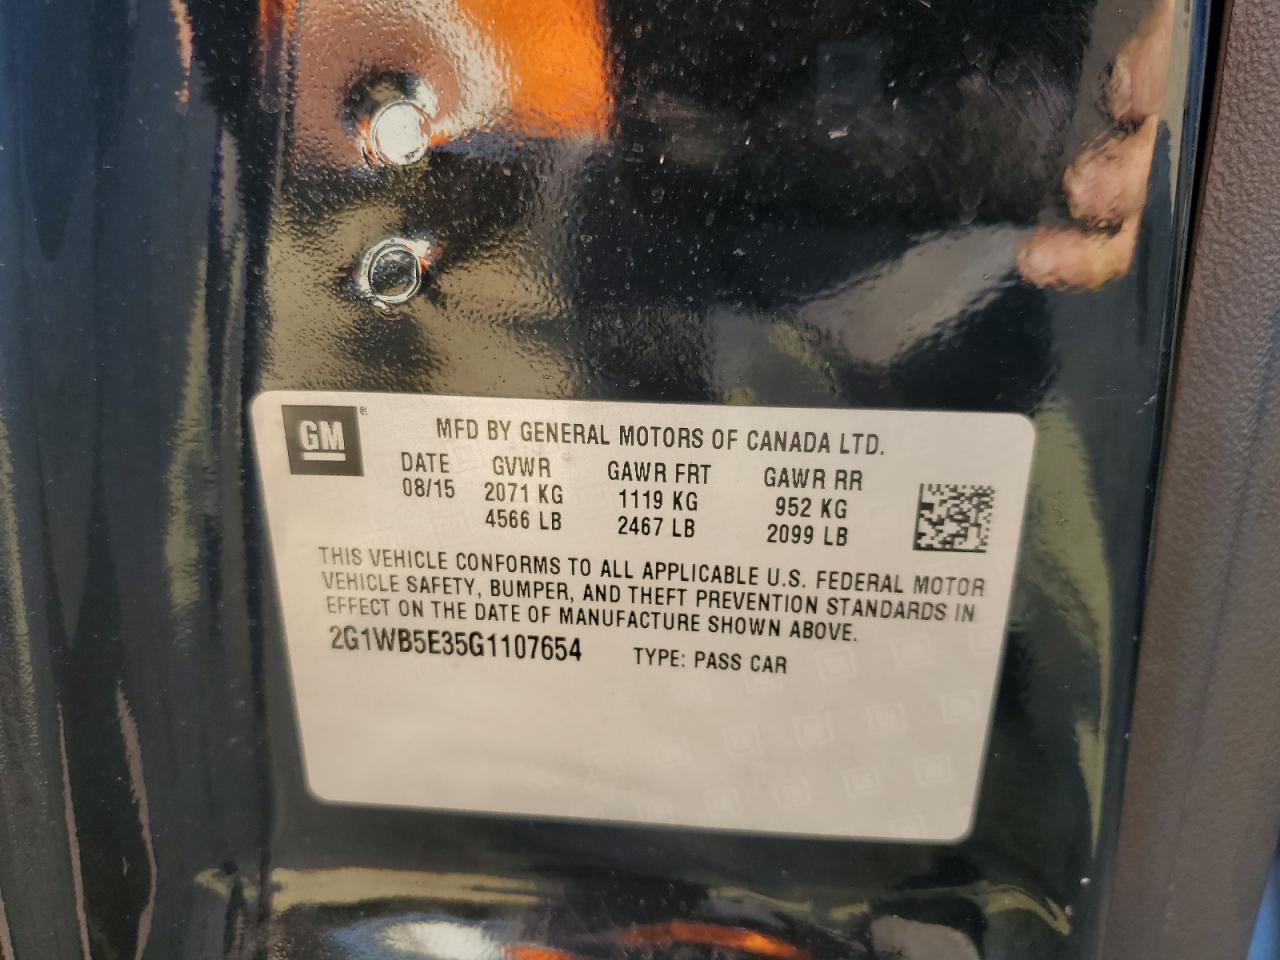 GM ®
MFD BY GENERAL MOTORS OF CANADA LTD.
DATE GVWR GAWR FRT GAWR RR
08/15 2071 KG 1119 KG 952 KG
4566 LB 2467 LB 2099 LB
THIS VEHICLE CONFORMS TO ALL APPLICABLE U.S. FEDERAL MOTOR
VEHICLE SAFETY, BUMPER, AND THEFT PREVENTION STANDARDS IN
EFFECT ON THE DATE OF MANUFACTURE SHOWN ABOVE.
2G1WB5E35G1107654 TYPE: PASS CAR